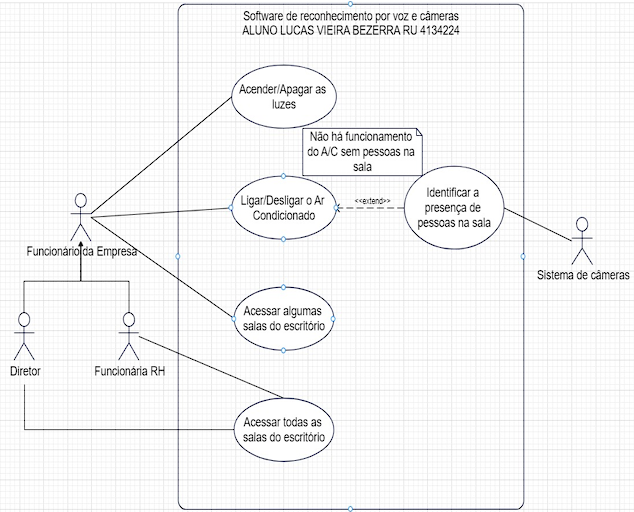 Software de reconhecimento por voz e câmeras
ALUNO LUCAS VIEIRA BEZERRA RU 4134224
Acender/Apagar as
luzes
Não há funcionamento
do A/C sem pessoas na
sala
Ligar/Desligar o Ar
Condicionado
<<extend>>
Identificar a
presença de
pessoas na sala
Funcionário da Empresa
Sistema de câmeras
Acessar algumas
salas do escritório
Diretor
Funcionária RH
Acessar todas as
salas do escritório